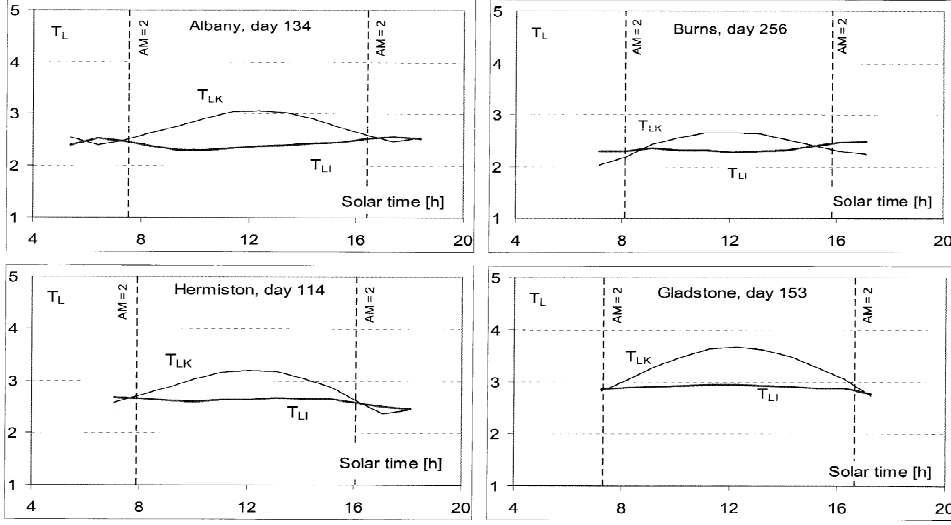 5
T_L
Albany, day 134
AM = 2
AM = 2
4
3
T_LK
2
T_LI
Solar time [h]
1
4 8 12 16 20
5
T_L
Burns, day 256
AM = 2
AM = 2
4
3
T_LK
2
T_LI
Solar time [h]
1
4 8 12 16 20
5
T_L
Hermiston, day 114
AM = 2
AM = 2
4
T_LK
3
T_LI
2
Solar time [h]
1
4 8 12 16 20
5
T_L
Gladstone, day 153
AM = 2
AM = 2
4
T_LK
3
T_LI
2
Solar time [h]
1
4 8 12 16 20